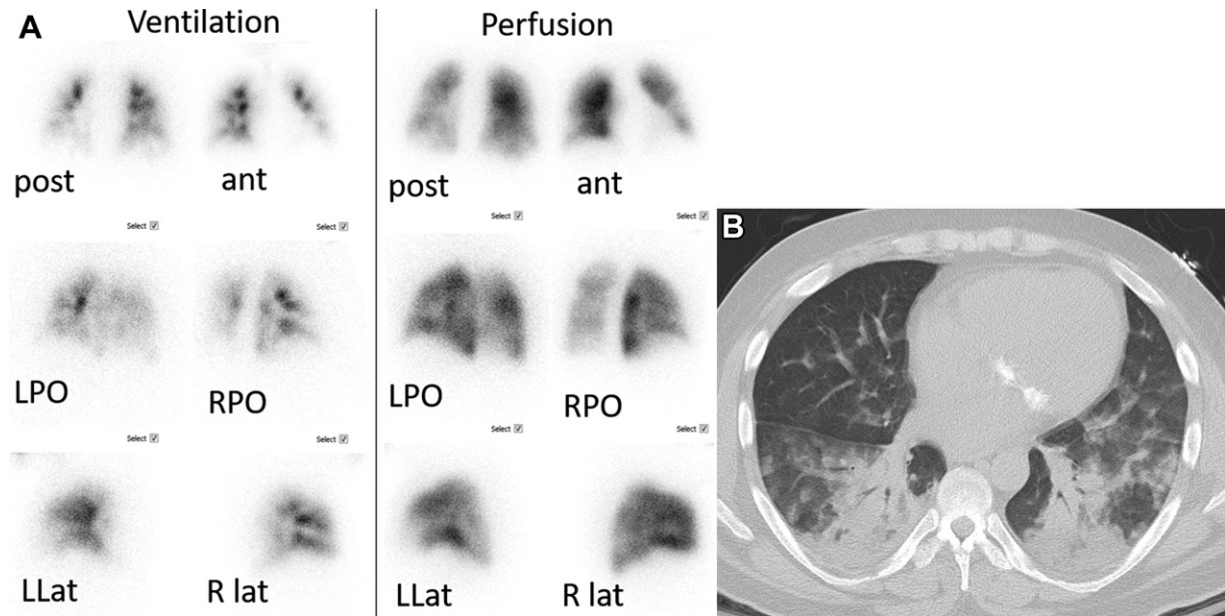 A
Ventilation
Perfusion
post
ant
post
ant
Select
Select
Select
Select
LPO
RPO
LPO
RPO
Select
Select
Select
Select
LLat
R lat
LLat
R lat
B